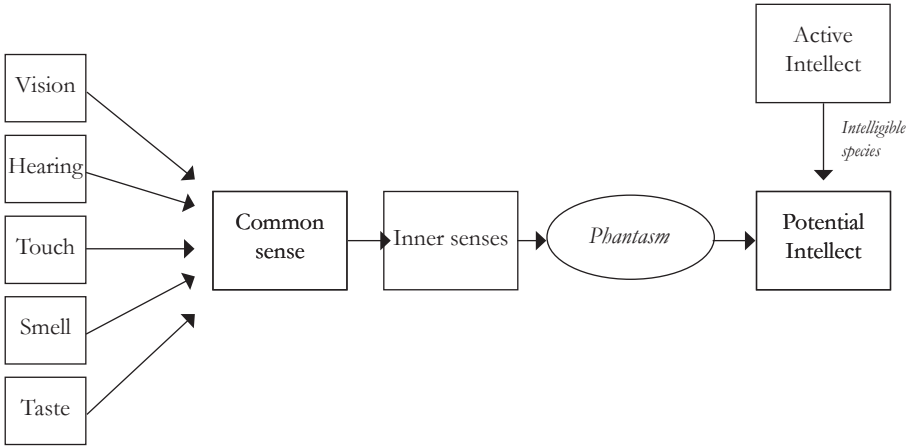 Vision
Hearing
Touch
Smell
Taste
Common
sense
Inner senses
Phantasm
Active
Intellect
Intelligible
species
Potential
Intellect